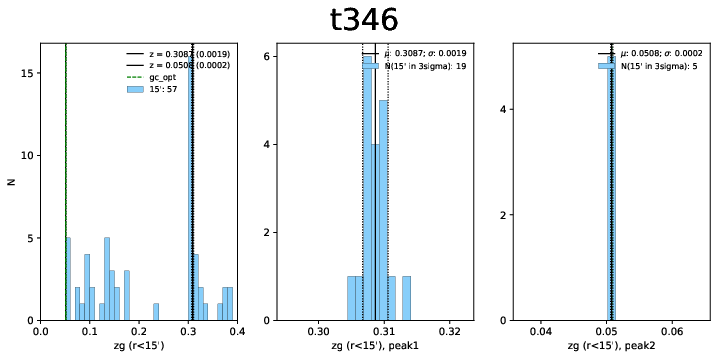 t346
z = 0.3087 (0.0019)
z = 0.0508 (0.0002)
gc_opt
15': 57
N
15
10
5
0
0.0 0.1 0.2 0.3 0.4
zg (r<15')
μ: 0.3087; σ: 0.0019
N(15' in 3sigma): 19
6
4
2
0
0.30 0.31 0.32
zg (r<15'), peak1
μ: 0.0508; σ: 0.0002
N(15' in 3sigma): 5
4
2
0
0.04 0.05 0.06
zg (r<15'), peak2